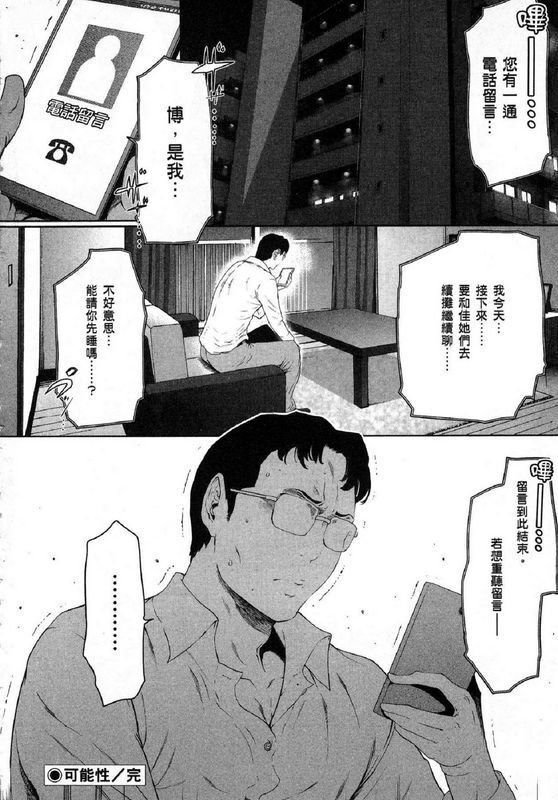 嗶———…
您有一通
電話留言…
電話留言
博，是我…
我今天…
接下來……
要和佳她們去
續攤繼續聊……
不好意思…
能請你先睡嗎……？
嗶———…
留言到此結束。
若想重聽留言—
…………
◉可能性／完